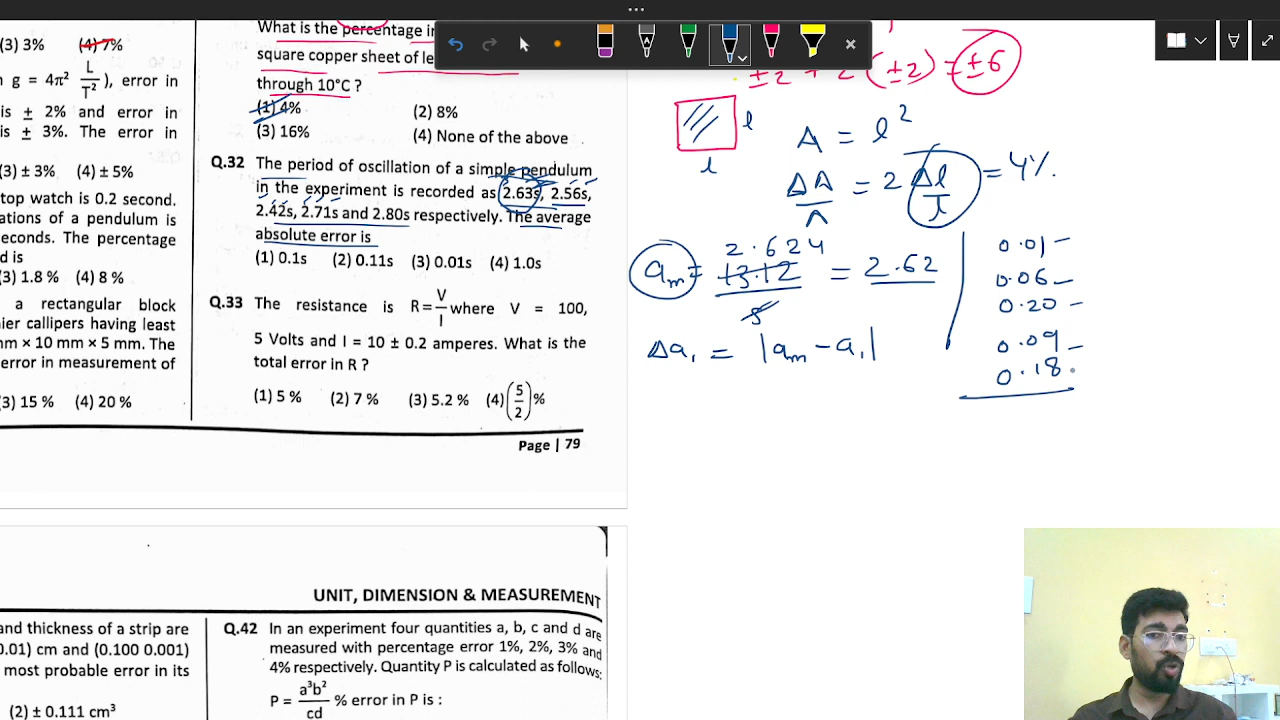 (3) 3% (4) 7%
g = 4π² L/T²), error in
is ± 2% and error in
is ± 3%. The error in
(3) ± 3% (4) ± 5%
top watch is 0.2 second.
ations of a pendulum is
econds. The percentage
d is
(3) 1.8 % (4) 8 %
a rectangular block
ier callipers having least
nm × 10 mm × 5 mm. The
error in measurement of
(3) 15 % (4) 20 %
What is the percentage in
square copper sheet of le
through 10°C ?
(1) 4% (2) 8%
(3) 16% (4) None of the above
Q.32 The period of oscillation of a simple pendulum
in the experiment is recorded as 2.63s, 2.56s,
2.42s, 2.71s and 2.80s respectively. The average
absolute error is
(1) 0.1s (2) 0.11s (3) 0.01s (4) 1.0s
Q.33 The resistance is R = V/I where V = 100,
5 Volts and I = 10 ± 0.2 amperes. What is the
total error in R ?
(1) 5 % (2) 7 % (3) 5.2 % (4) (5/2)%
Page | 79
±2 + 2 (±2) = ±6
l
l
A = l²
ΔA/A = 2 Δl/l = 4%.
2.624
am = 13.12/5 = 2.62
Δa₁ = |am - a₁|
0.01
0.06
0.20
0.09
0.18
UNIT, DIMENSION & MEASUREMENT
and thickness of a strip are
0.01) cm and (0.100 0.001)
most probable error in its
(2) ± 0.111 cm³
Q.42 In an experiment four quantities a, b, c and d are
measured with percentage error 1%, 2%, 3% and
4% respectively. Quantity P is calculated as follows:
P = a³b²/cd % error in P is :